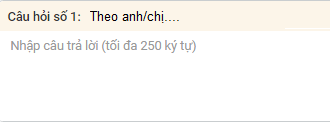 Câu hỏi số 1: Theo anh/chị....
Nhập câu trả lời (tối đa 250 ký tự)